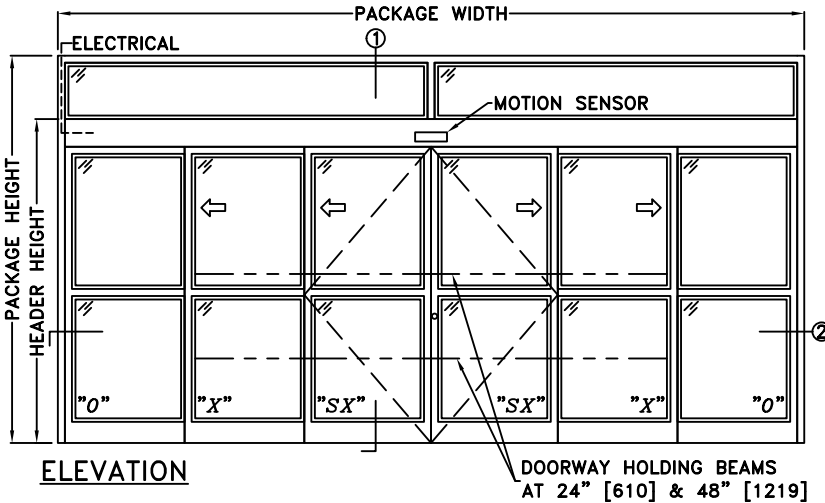 PACKAGE WIDTH
ELECTRICAL
1
MOTION SENSOR
PACKAGE HEIGHT
HEADER HEIGHT
2
"O" "X" "SX" "SX" "X" "O"
ELEVATION
DOORWAY HOLDING BEAMS
AT 24" [610] & 48" [1219]